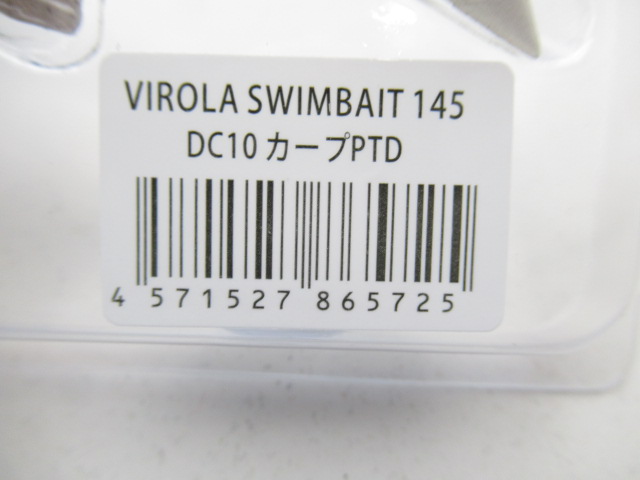 VIROLA SWIMBAIT 145
DC10 カープPTD
4 571527 865725